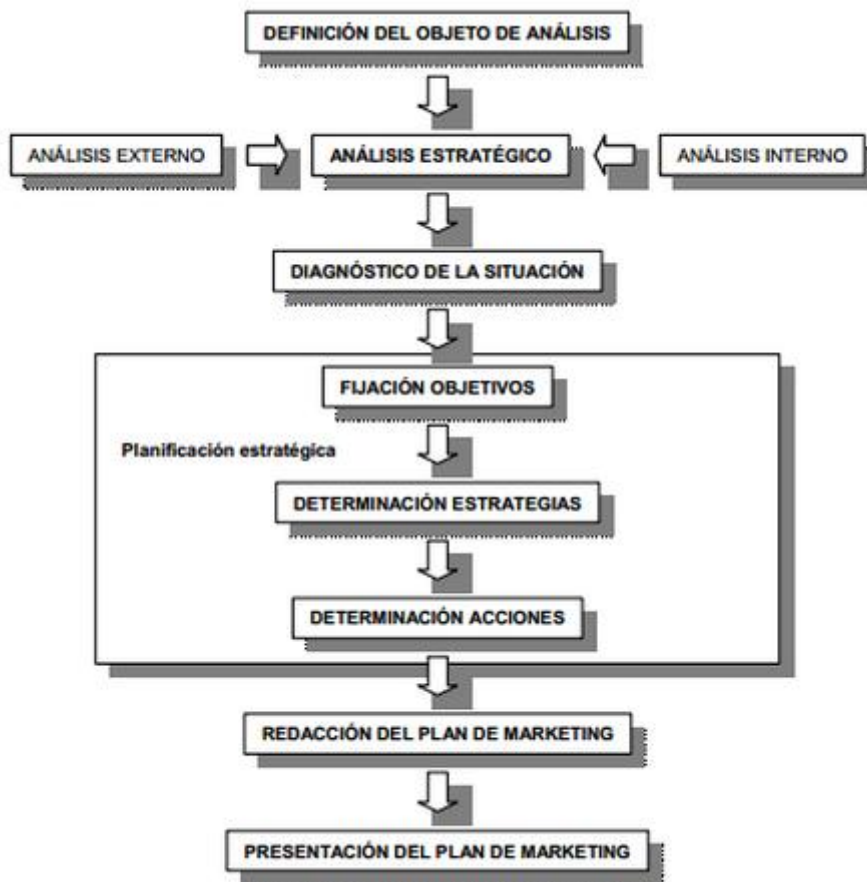 DEFINICIÓN DEL OBJETO DE ANÁLISIS
ANÁLISIS EXTERNO
ANÁLISIS ESTRATÉGICO
ANÁLISIS INTERNO
DIAGNÓSTICO DE LA SITUACIÓN
FIJACIÓN OBJETIVOS
Planificación estratégica
DETERMINACIÓN ESTRATEGIAS
DETERMINACIÓN ACCIONES
REDACCIÓN DEL PLAN DE MARKETING
PRESENTACIÓN DEL PLAN DE MARKETING